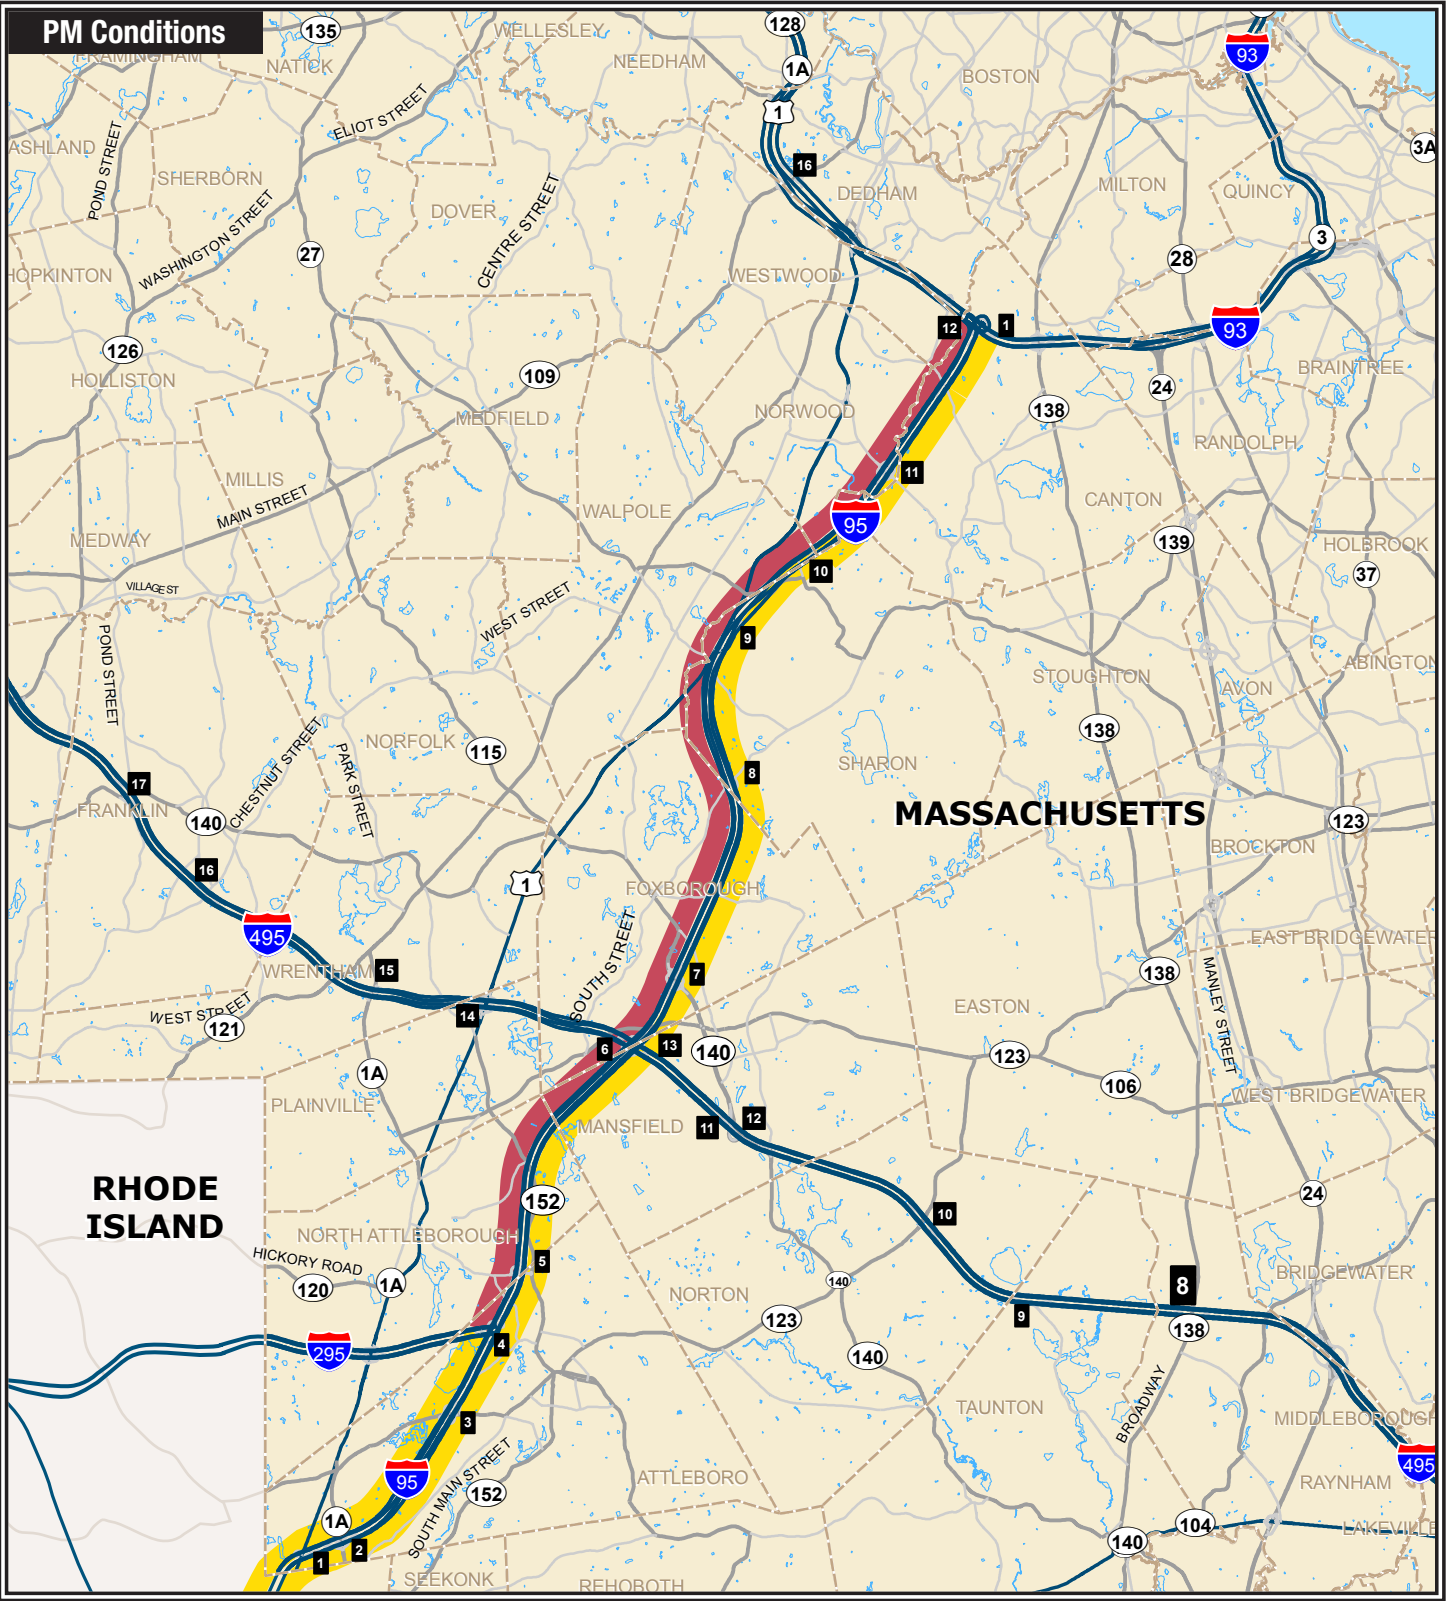 PM Conditions
135
WELLESLEY
128
93
FRAMINGHAM
NATICK
NEEDHAM
1A
BOSTON
1
ELIOT STREET
ASHLAND
POND STREET
3A
16
SHERBORN
DOVER
CENTRE STREET
DEDHAM
MILTON
QUINCY
WASHINGTON STREET
27
3
28
HOPKINTON
WESTWOOD
12
1
93
126
HOLLISTON
109
BRAINTREE
24
138
MEDFIELD
NORWOOD
RANDOLPH
11
MILLIS
MAIN STREET
WALPOLE
CANTON
95
MEDWAY
139
HOLBROOK
10
37
VILLAGE ST
WEST STREET
9
POND STREET
ABINGTON
STOUGHTON
AVON
138
NORFOLK
115
CHESTNUT STREET
PARK STREET
SHARON
8
17
FRANKLIN
140
MASSACHUSETTS
123
BROCKTON
16
1
FOXBOROUGH
495
SOUTH STREET
EAST BRIDGEWATER
WRENTHAM
15
7
138
MANLEY STREET
WEST STREET
121
14
EASTON
6
13
140
123
1A
106
PLAINVILLE
WEST BRIDGEWATER
MANSFIELD
11
12
RHODE
ISLAND
152
24
10
NORTH ATTLEBOROUGH
HICKORY ROAD
5
120
1A
140
8
BRIDGEWATER
NORTON
123
9
138
4
295
140
BROADWAY
TAUNTON
3
MIDDLEBOROUGH
95
SOUTH MAIN STREET
152
ATTLEBORO
495
RAYNHAM
1A
104
LAKEVILLE
140
1
2
SEEKONK
REHOBOTH